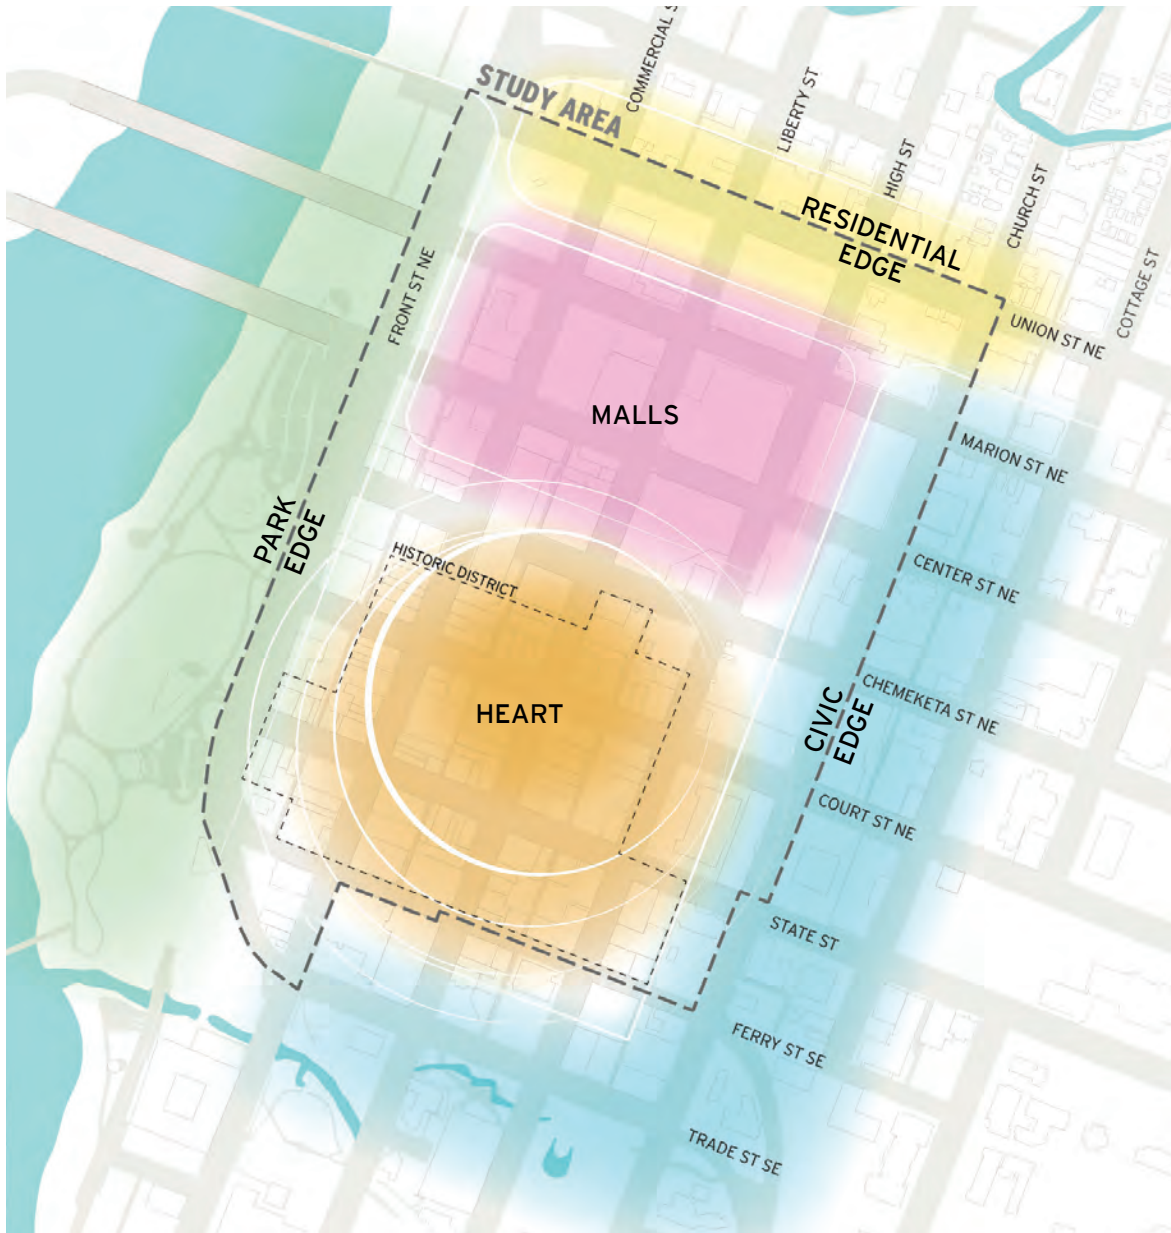 COMMERCIAL S
STUDY AREA
LIBERTY ST
HIGH ST
CHURCH ST
RESIDENTIAL
EDGE
COTTAGE ST
FRONT ST NE
UNION ST NE
MALLS
MARION ST NE
PARK
EDGE
HISTORIC DISTRICT
CENTER ST NE
HEART
CHEMEKETA ST NE
CIVIC
EDGE
COURT ST NE
STATE ST
FERRY ST SE
TRADE ST SE